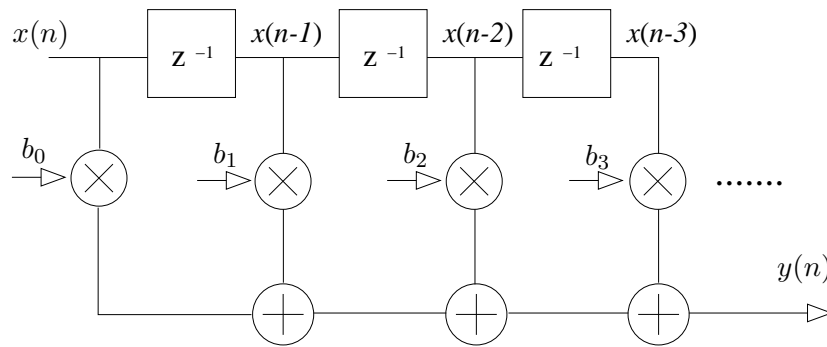 x(n) z⁻¹ x(n-1) z⁻¹ x(n-2) z⁻¹ x(n-3)
b₀ b₁ b₂ b₃ .......
y(n)